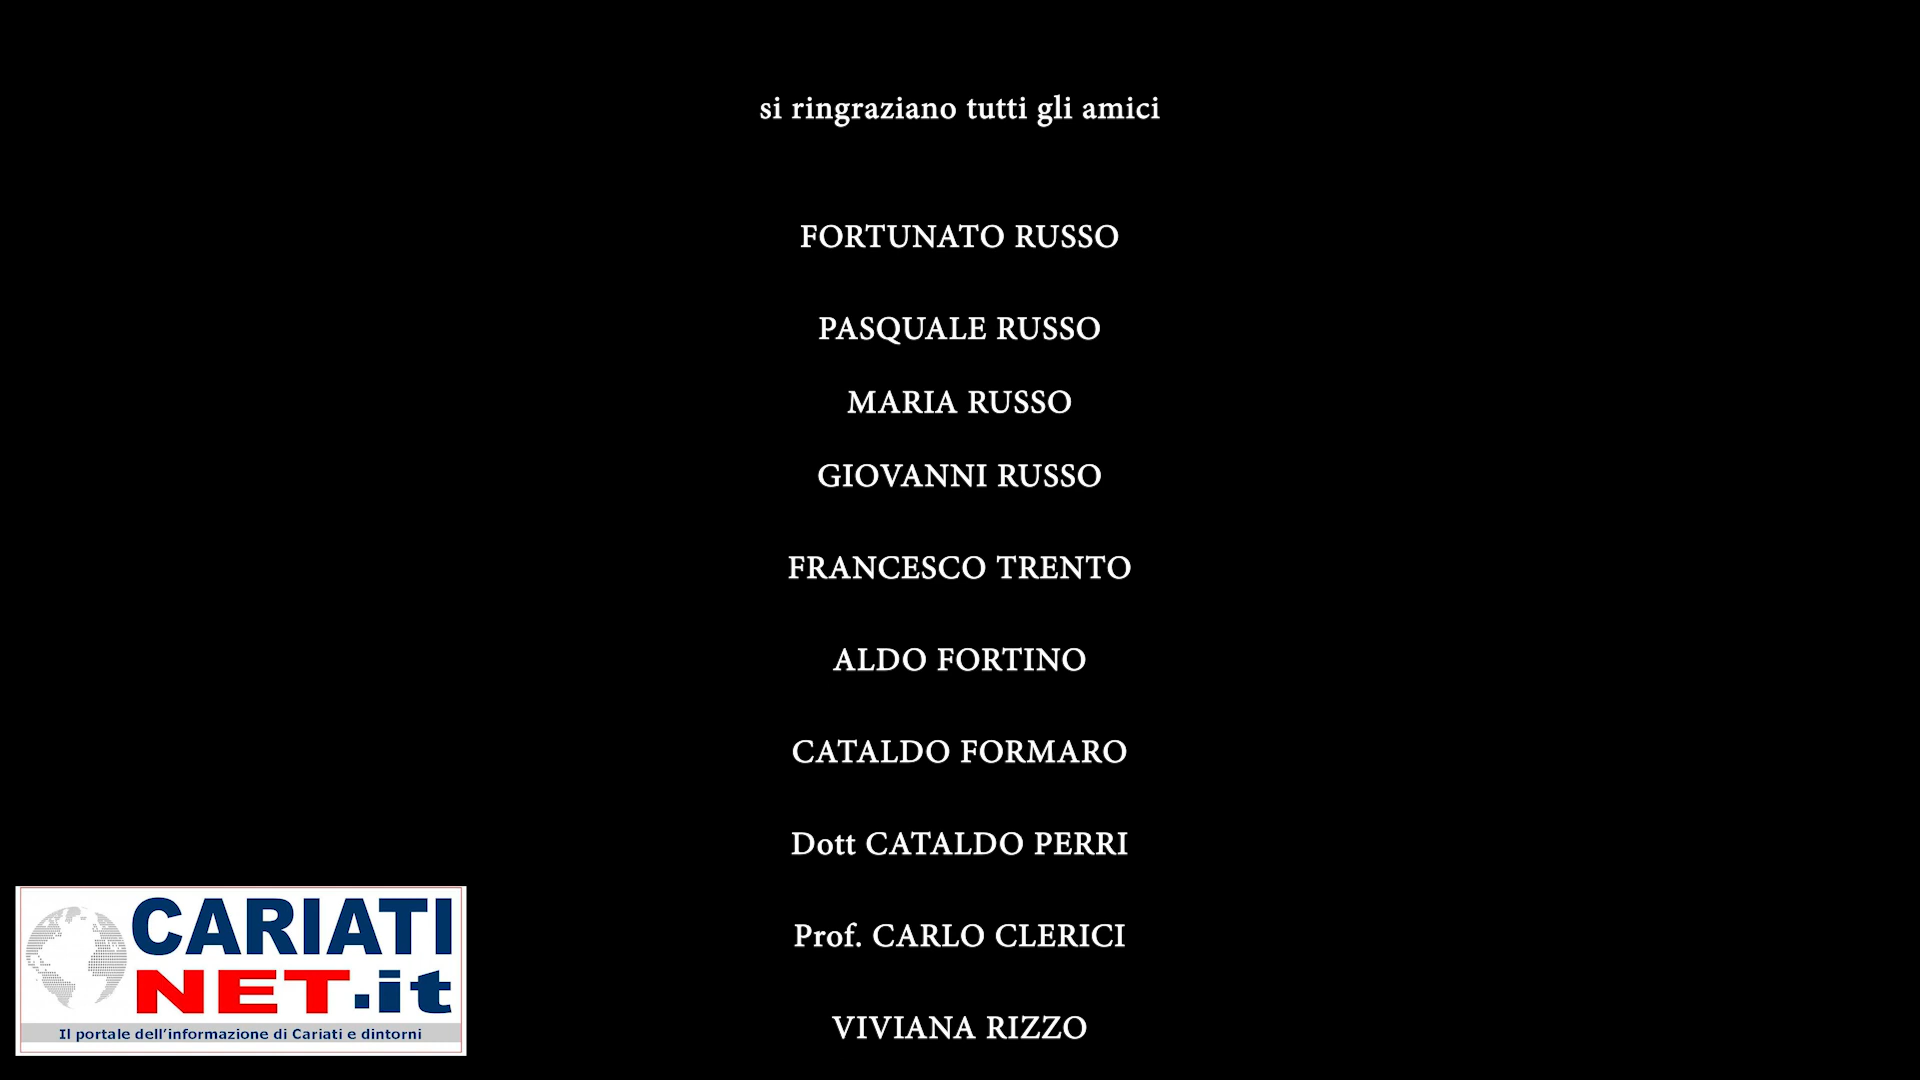 si ringraziano tutti gli amici
FORTUNATO RUSSO
PASQUALE RUSSO
MARIA RUSSO
GIOVANNI RUSSO
FRANCESCO TRENTO
ALDO FORTINO
CATALDO FORMARO
Dott CATALDO PERRI
Prof. CARLO CLERICI
VIVIANA RIZZO
CARIATI
NET.it
Il portale dell'informazione di Cariati e dintorni